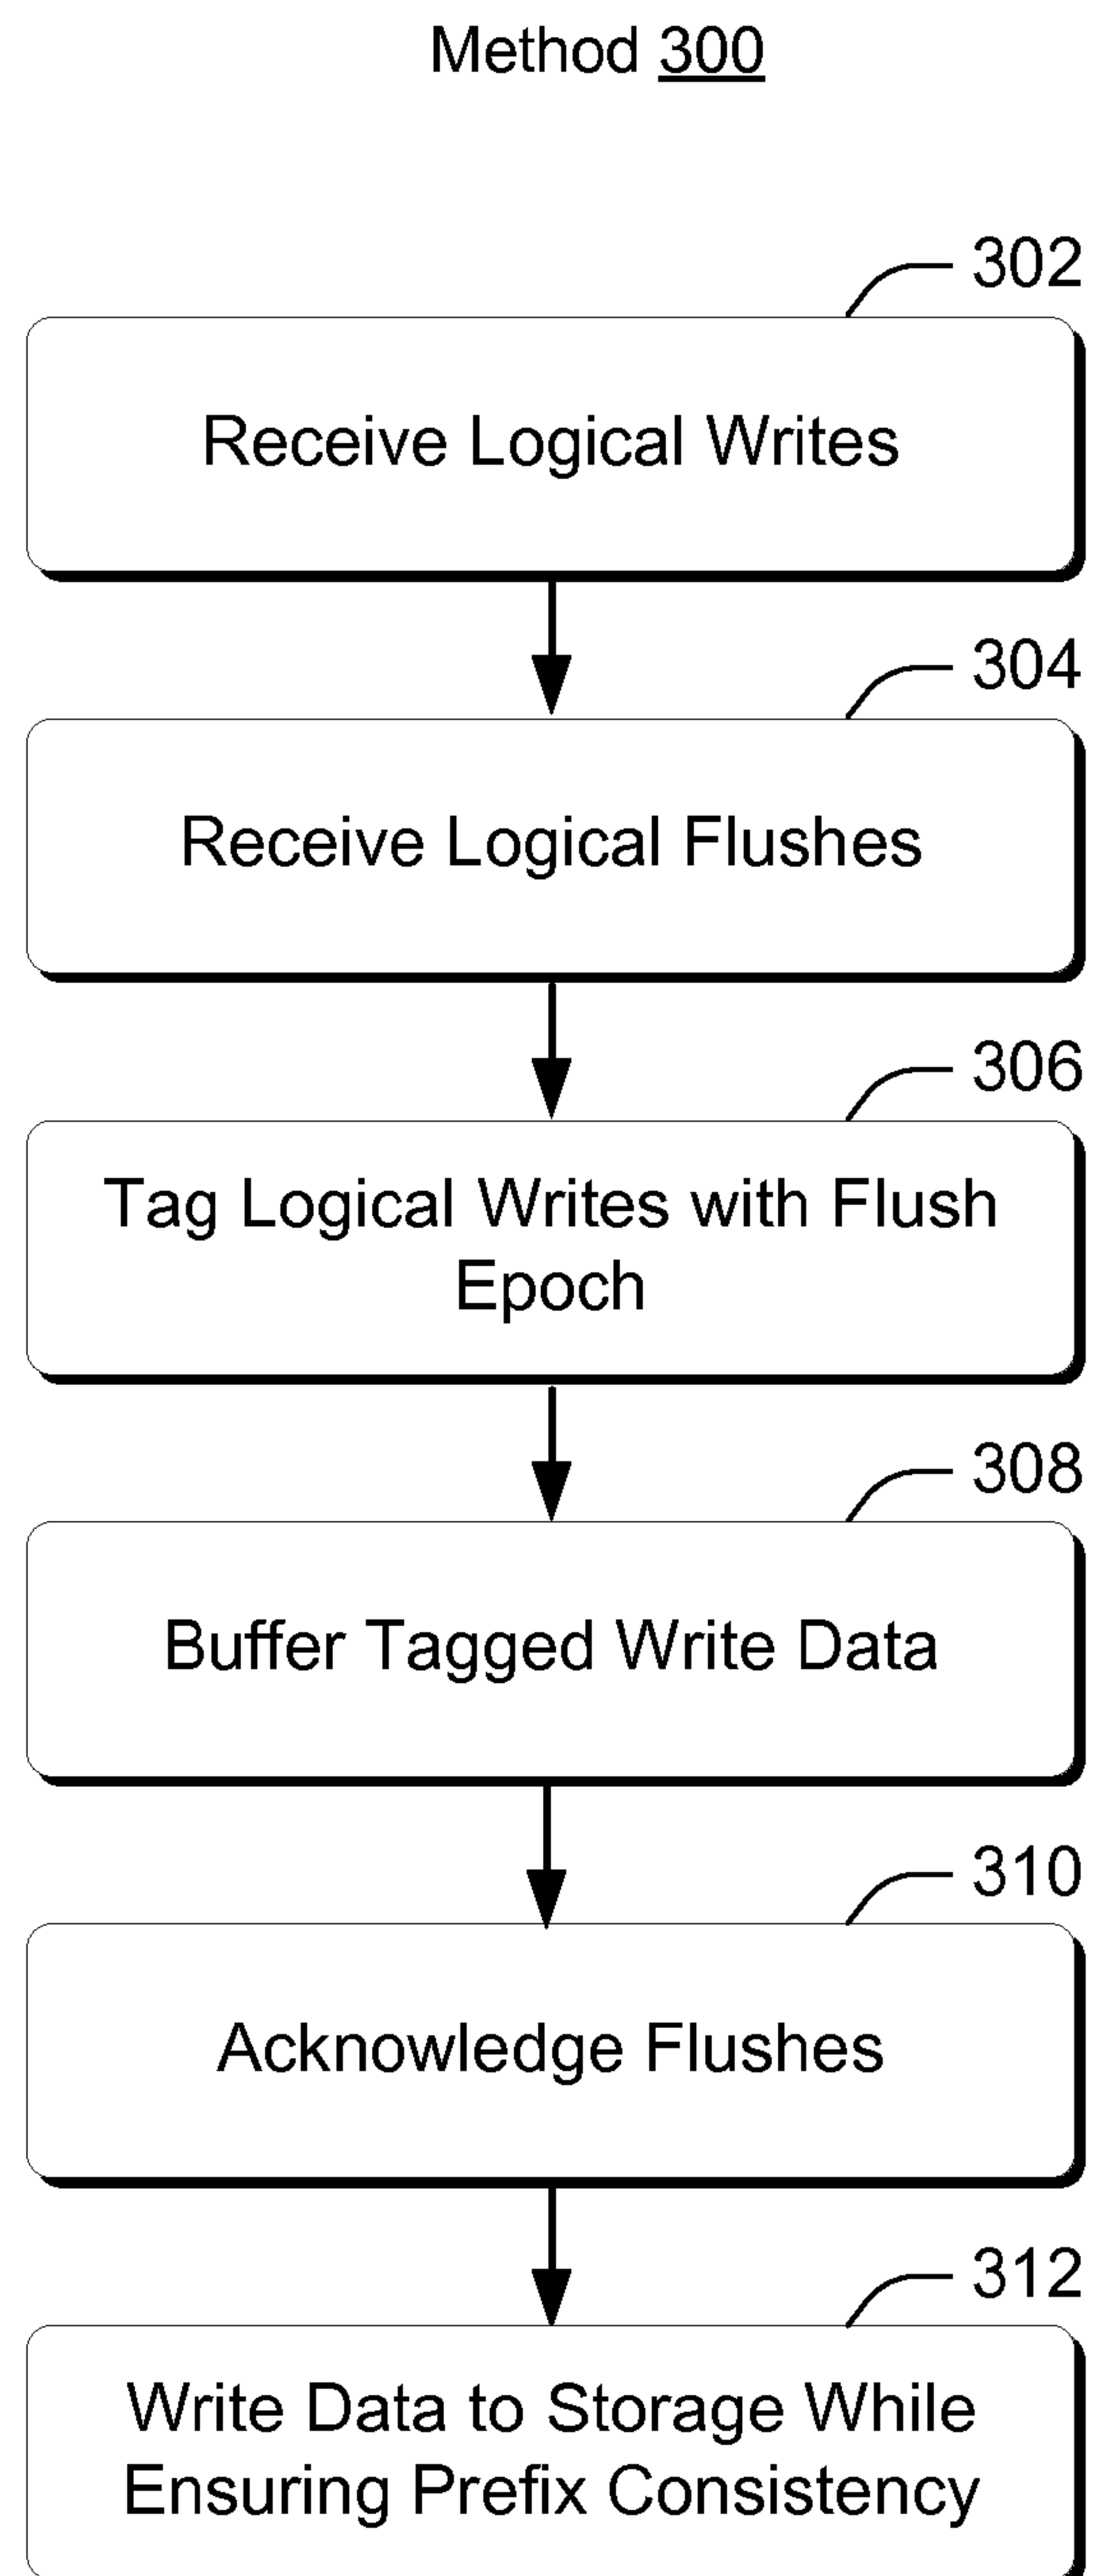 Method 300
302
Receive Logical Writes
304
Receive Logical Flushes
306
Tag Logical Writes with Flush
Epoch
308
Buffer Tagged Write Data
310
Acknowledge Flushes
312
Write Data to Storage While
Ensuring Prefix Consistency